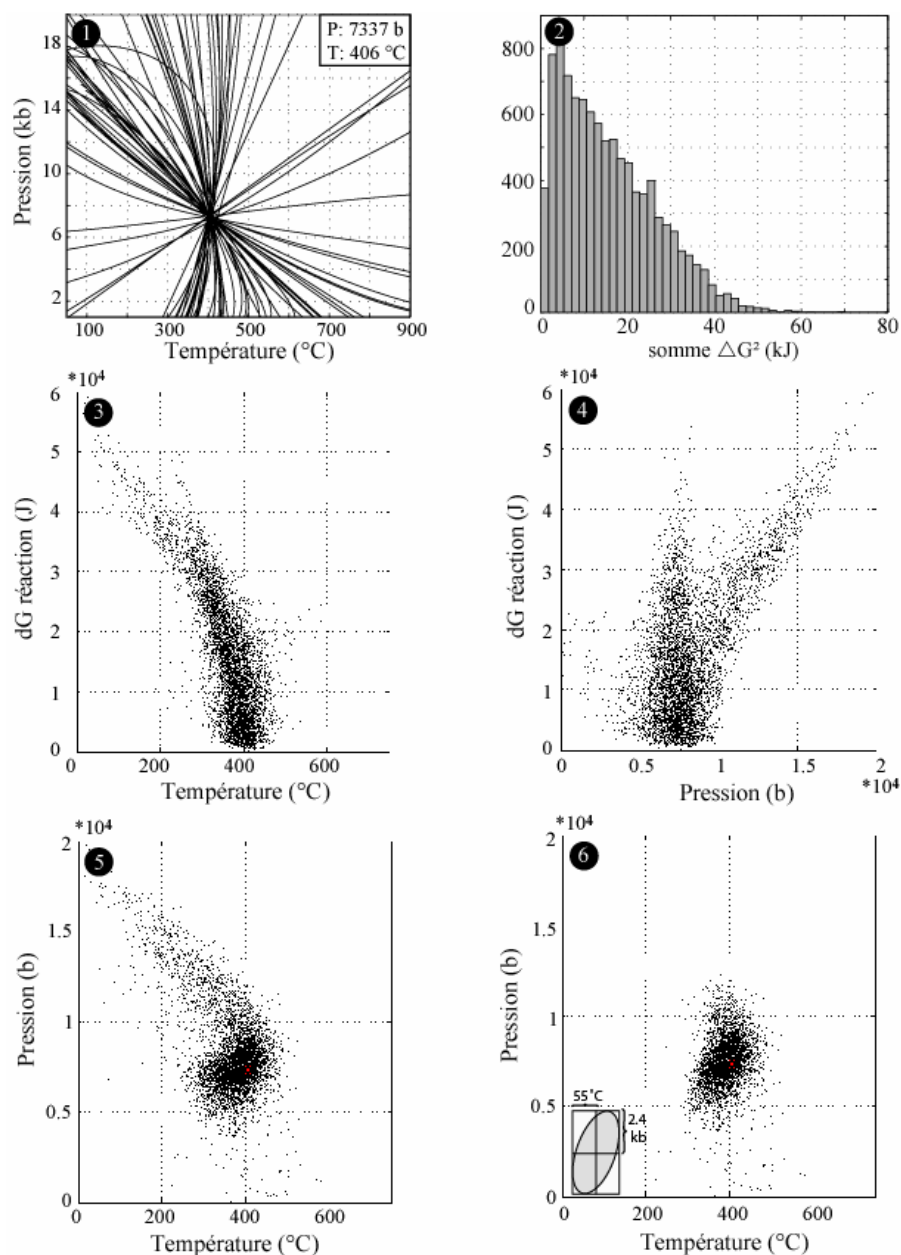 1
P: 7337 b
T: 406 °C
Pression (kb)
18
14
10
6
2
100 300 500 700 900
Température (°C)
2
800
600
400
200
0
0 20 40 60 80
somme △G² (kJ)
3
*10⁴
dG réaction (J)
6
5
4
3
2
1
0
0 200 400 600
Température (°C)
4
*10⁴
dG réaction (J)
6
5
4
3
2
1
0
0 0.5 1 1.5 2
Pression (b) *10⁴
5
*10⁴
Pression (b)
2
1.5
1
0.5
0
0 200 400 600
Température (°C)
6
*10⁴
Pression (b)
2
1.5
1
0.5
0
55°C
2.4
kb
0 200 400 600
Température (°C)